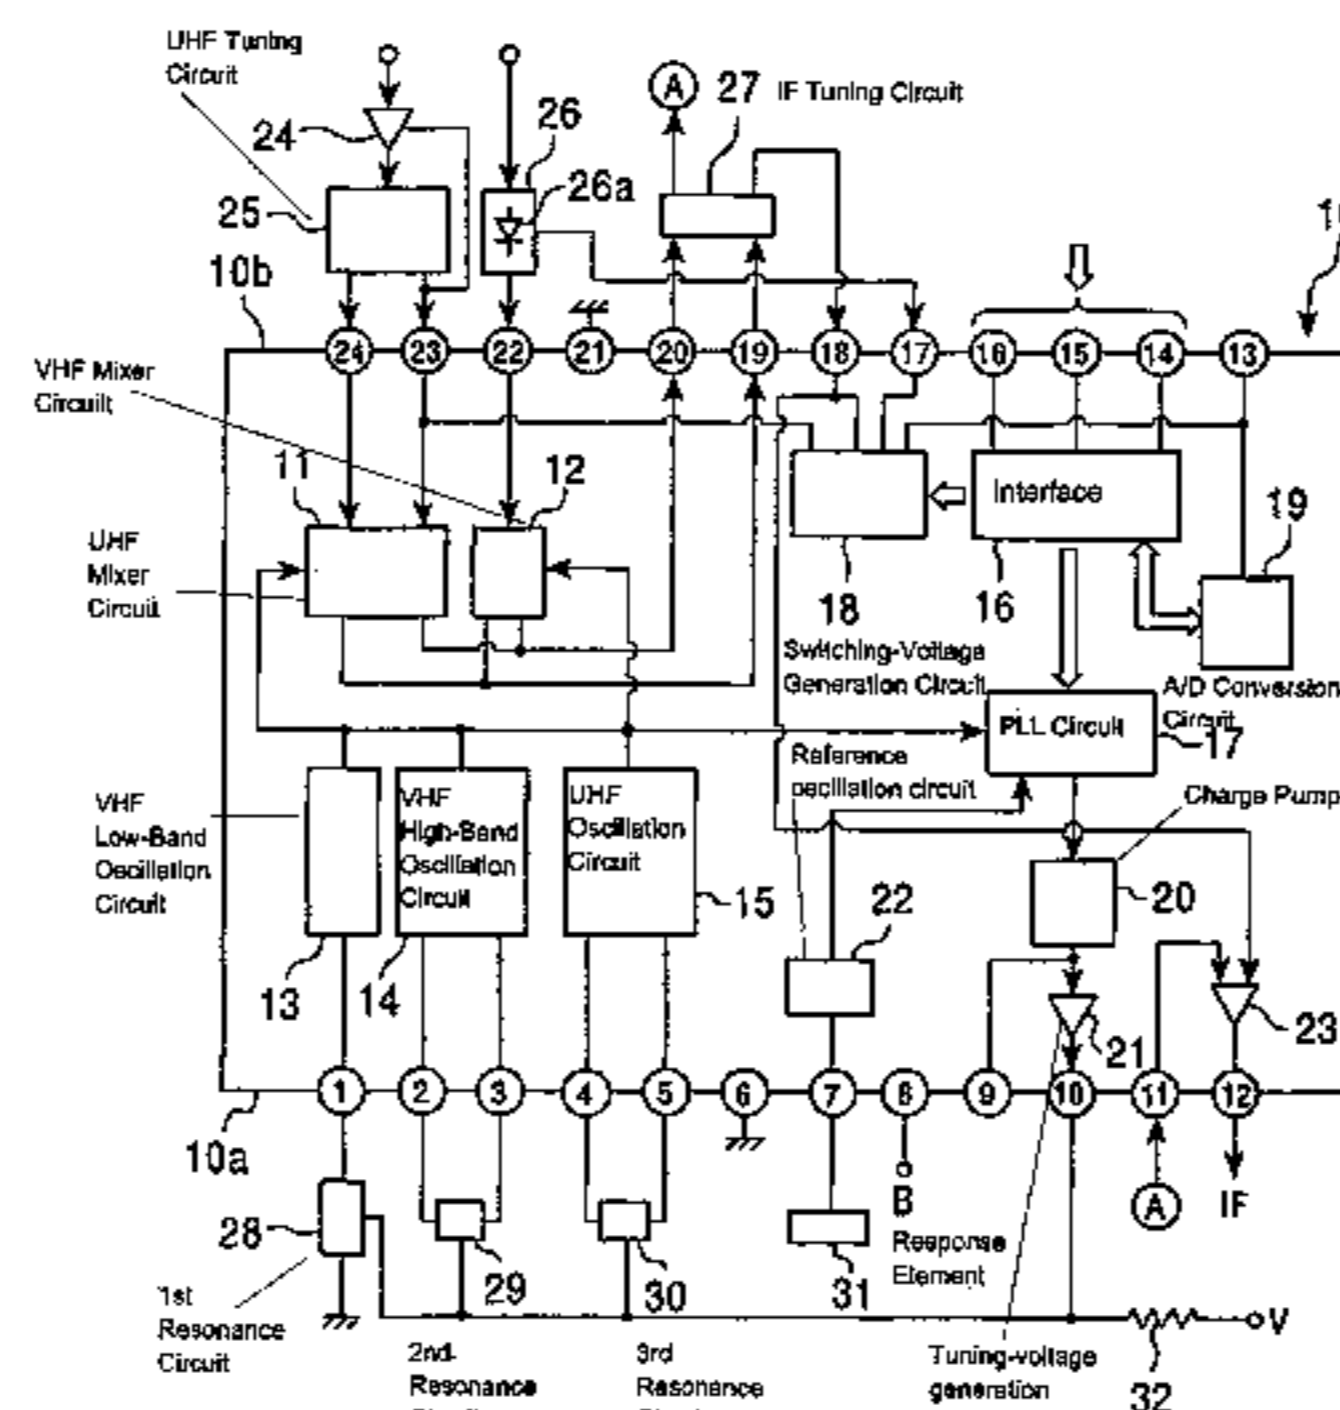 UHF Tuning
Circuit
24
25
10b
26
26a
A
27
IF Tuning Circuit
24
23
22
21
20
19
18
17
16
15
14
13
VHF Mixer
Circuilt
11
12
UHF
Mixer
Circuit
Interface
18
16
19
Switching-Voltage
Generation Circuit
A/D Conversion
Circuit
PLL Circuit
17
Reference
oscillation circuit
Charge Pump
VHF
Low-Band
Oscillation
Circuit
VHF
High-Band
Oscillation
Circuit
UHF
Oscillation
Circuit
13
14
15
22
20
21
23
1
2
3
4
5
6
7
8
9
10
11
12
10a
28
29
30
31
B
A
IF
Response
Element
1st
Resonance
Circuit
2nd
Resonance
3rd
Resonance
Tuning-voltage
generation
32
V